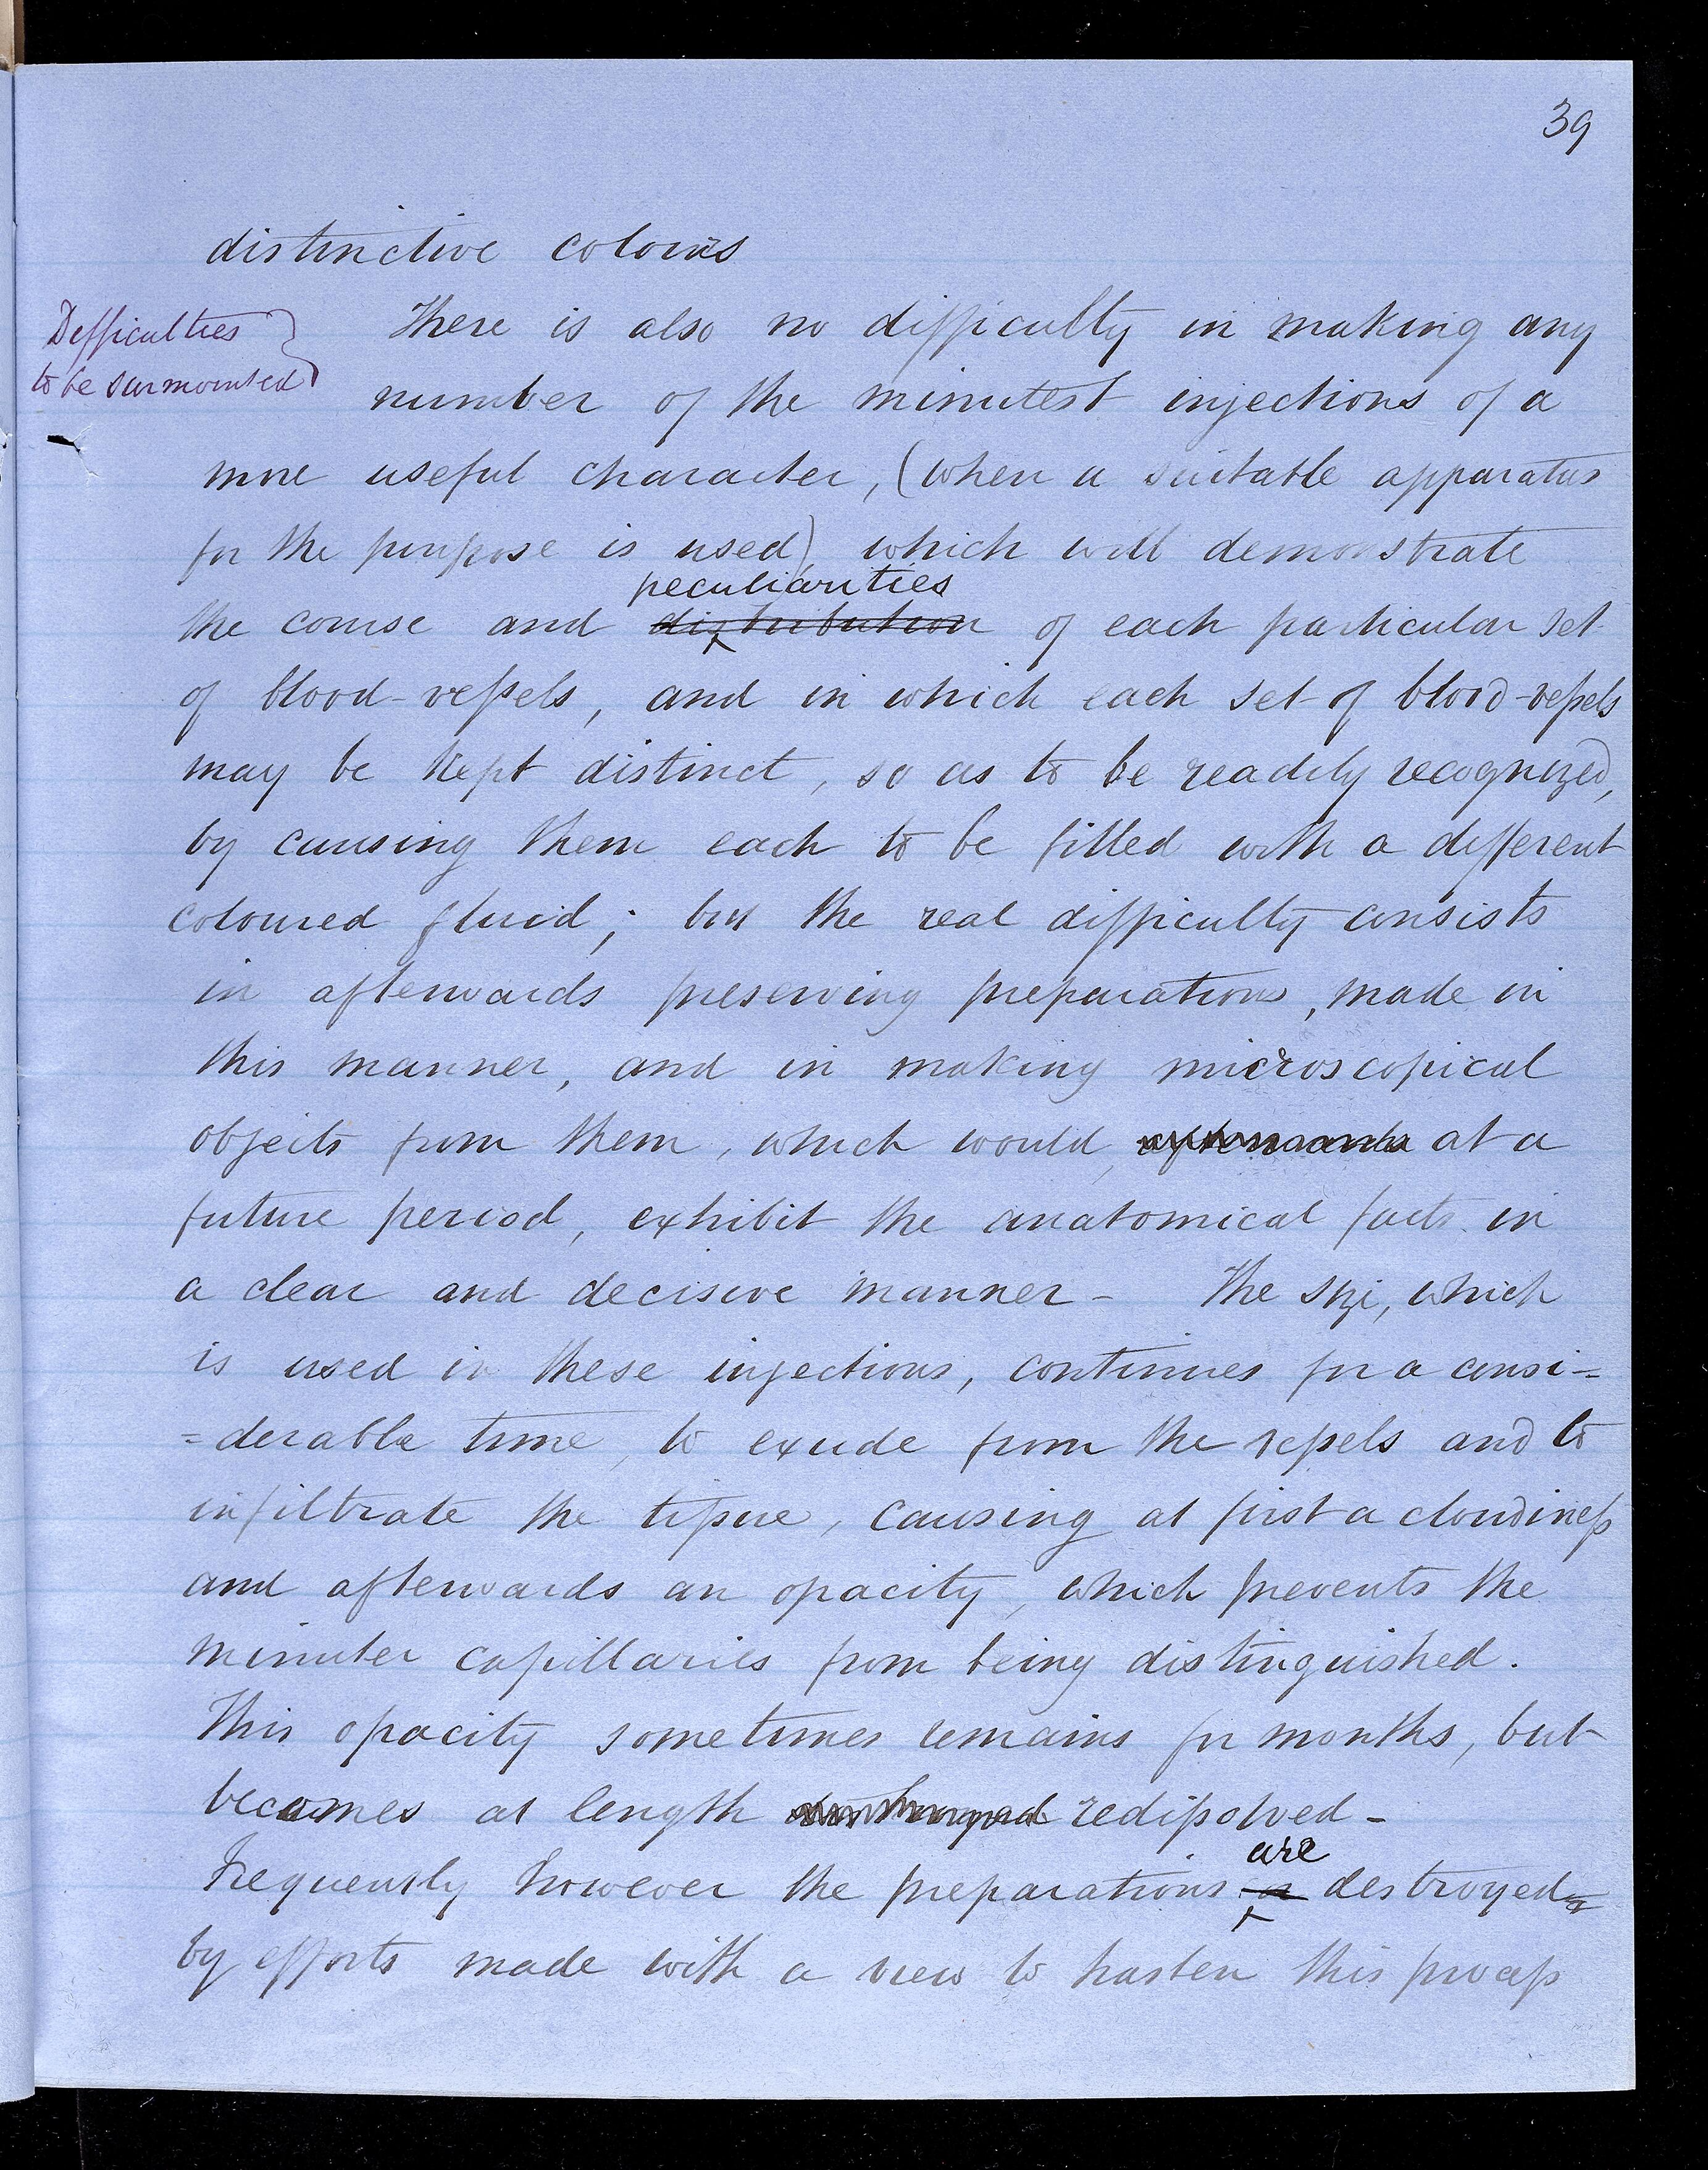 39
distinctive colours
Difficulties
to be surmounted
There is also no difficulty in making any
number of the minutest injections of a
more useful character, (when a suitable apparatus
for the purpose is used) which will demonstrate
peculiarities
the course and distribution of each particular set
of blood-vessels, and in which each set of blood-vessels
may be kept distinct, so as to be readily recognized,
by causing them each to be filled with a different
coloured fluid; but the real difficulty consists
in afterwards preserving preparations, made in
this manner, and in making microscopical
objects from them, which would, afterwards at a
future period, exhibit the anatomical facts in
a clear and decisive manner - The size, which
is used in these injections, continues for a consi=
=derable time, to exude from the vessels and to
infiltrate the tissue, causing at first a cloudiness
and afterwards an opacity, which prevents the
minuter capillaries from being distinguished.
This opacity sometimes remains for months, but
becomes at length redissolved -
are
Frequently however the preparations destroyed
by efforts made with a view to hasten this process